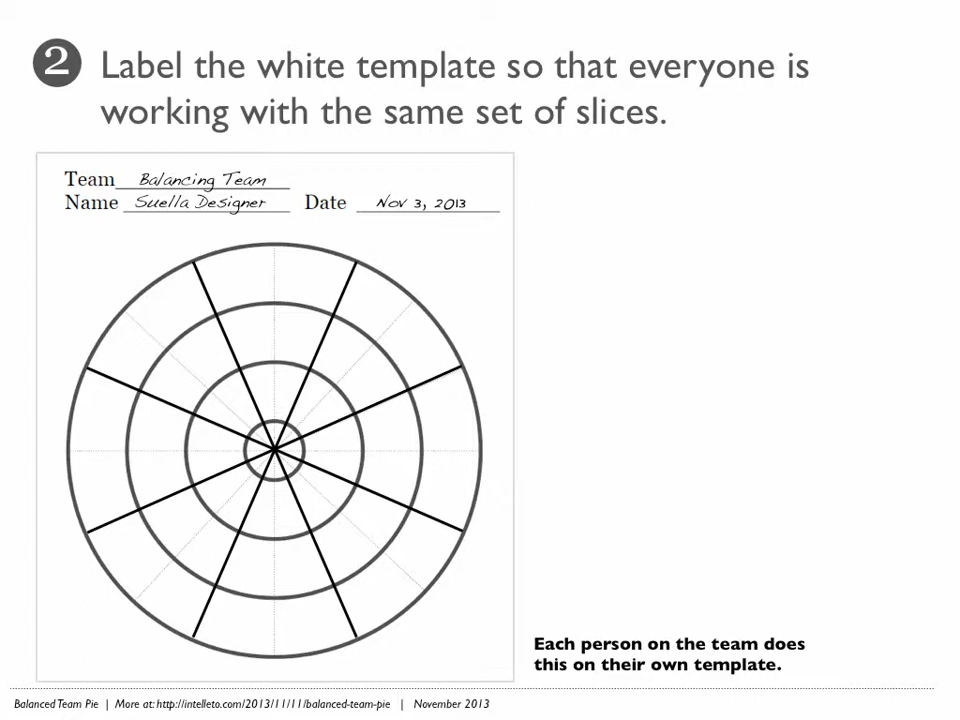 2 Label the white template so that everyone is
working with the same set of slices.
Team Balancing Team
Name Suella Designer Date Nov 3, 2013
Each person on the team does
this on their own template.
Balanced Team Pie | More at: http://intelleto.com/2013/11/11/balanced-team-pie | November 2013